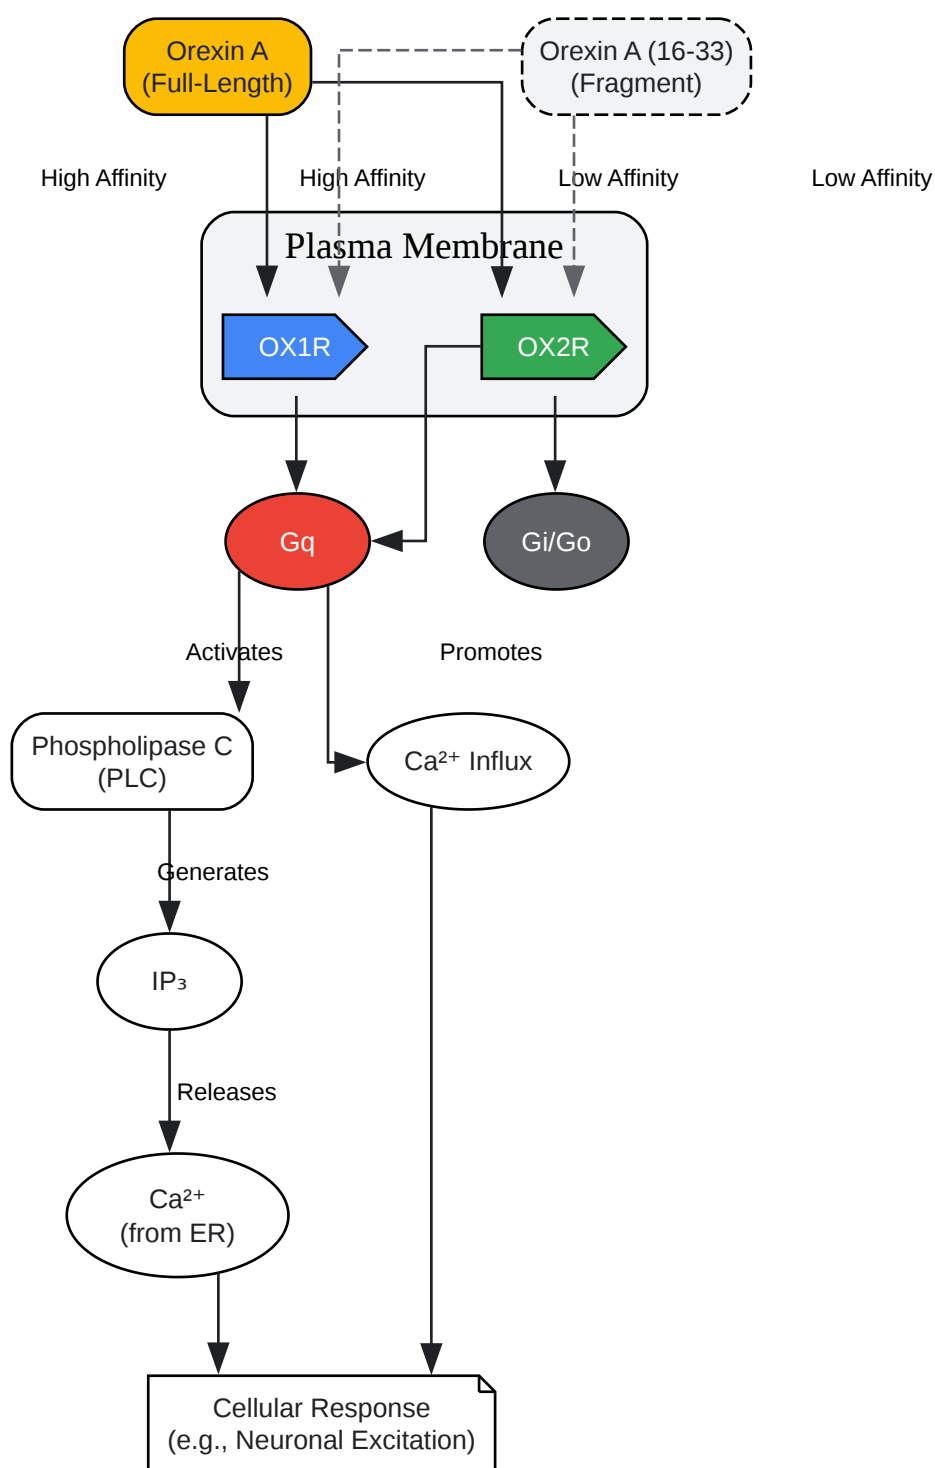 Orexin A
(Full-Length)
Orexin A (16-33)
(Fragment)
High Affinity
High Affinity
Low Affinity
Low Affinity
Plasma Membrane
OX1R
OX2R
Gq
Gi/Go
Activates
Promotes
Phospholipase C
(PLC)
Ca²⁺ Influx
Generates
IP₃
Releases
Ca²⁺
(from ER)
Cellular Response
(e.g., Neuronal Excitation)